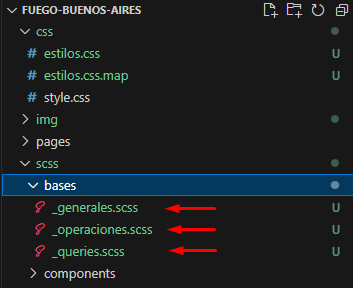 FUEGO-BUENOS-AIRES
css
# estilos.css U
# estilos.css.map U
# style.css
img
pages
scss
bases
_generales.scss U
_operaciones.scss U
_queries.scss U
components